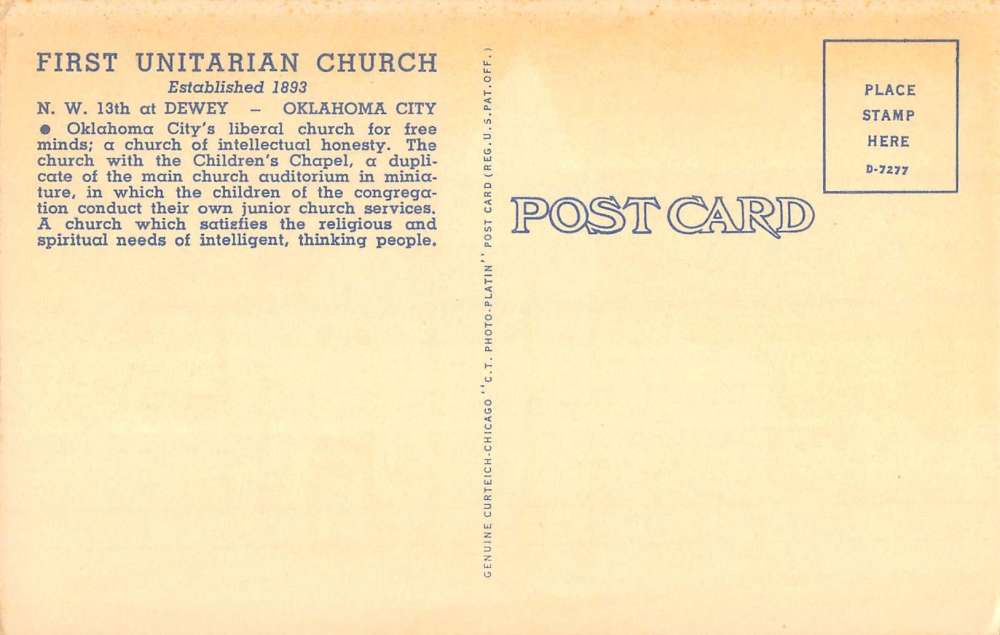 FIRST UNITARIAN CHURCH
Established 1893
N. W. 13th at DEWEY – OKLAHOMA CITY
● Oklahoma City's liberal church for free
minds; a church of intellectual honesty. The
church with the Children's Chapel, a dupli-
cate of the main church auditorium in minia-
ture, in which the children of the congrega-
tion conduct their own junior church services.
A church which satisfies the religious and
spiritual needs of intelligent, thinking people.
GENUINE CURTEICH-CHICAGO "C.T. PHOTO-PLATIN" POST CARD (REG. U.S. PAT. OFF.)
POST CARD
PLACE
STAMP
HERE
D-7277